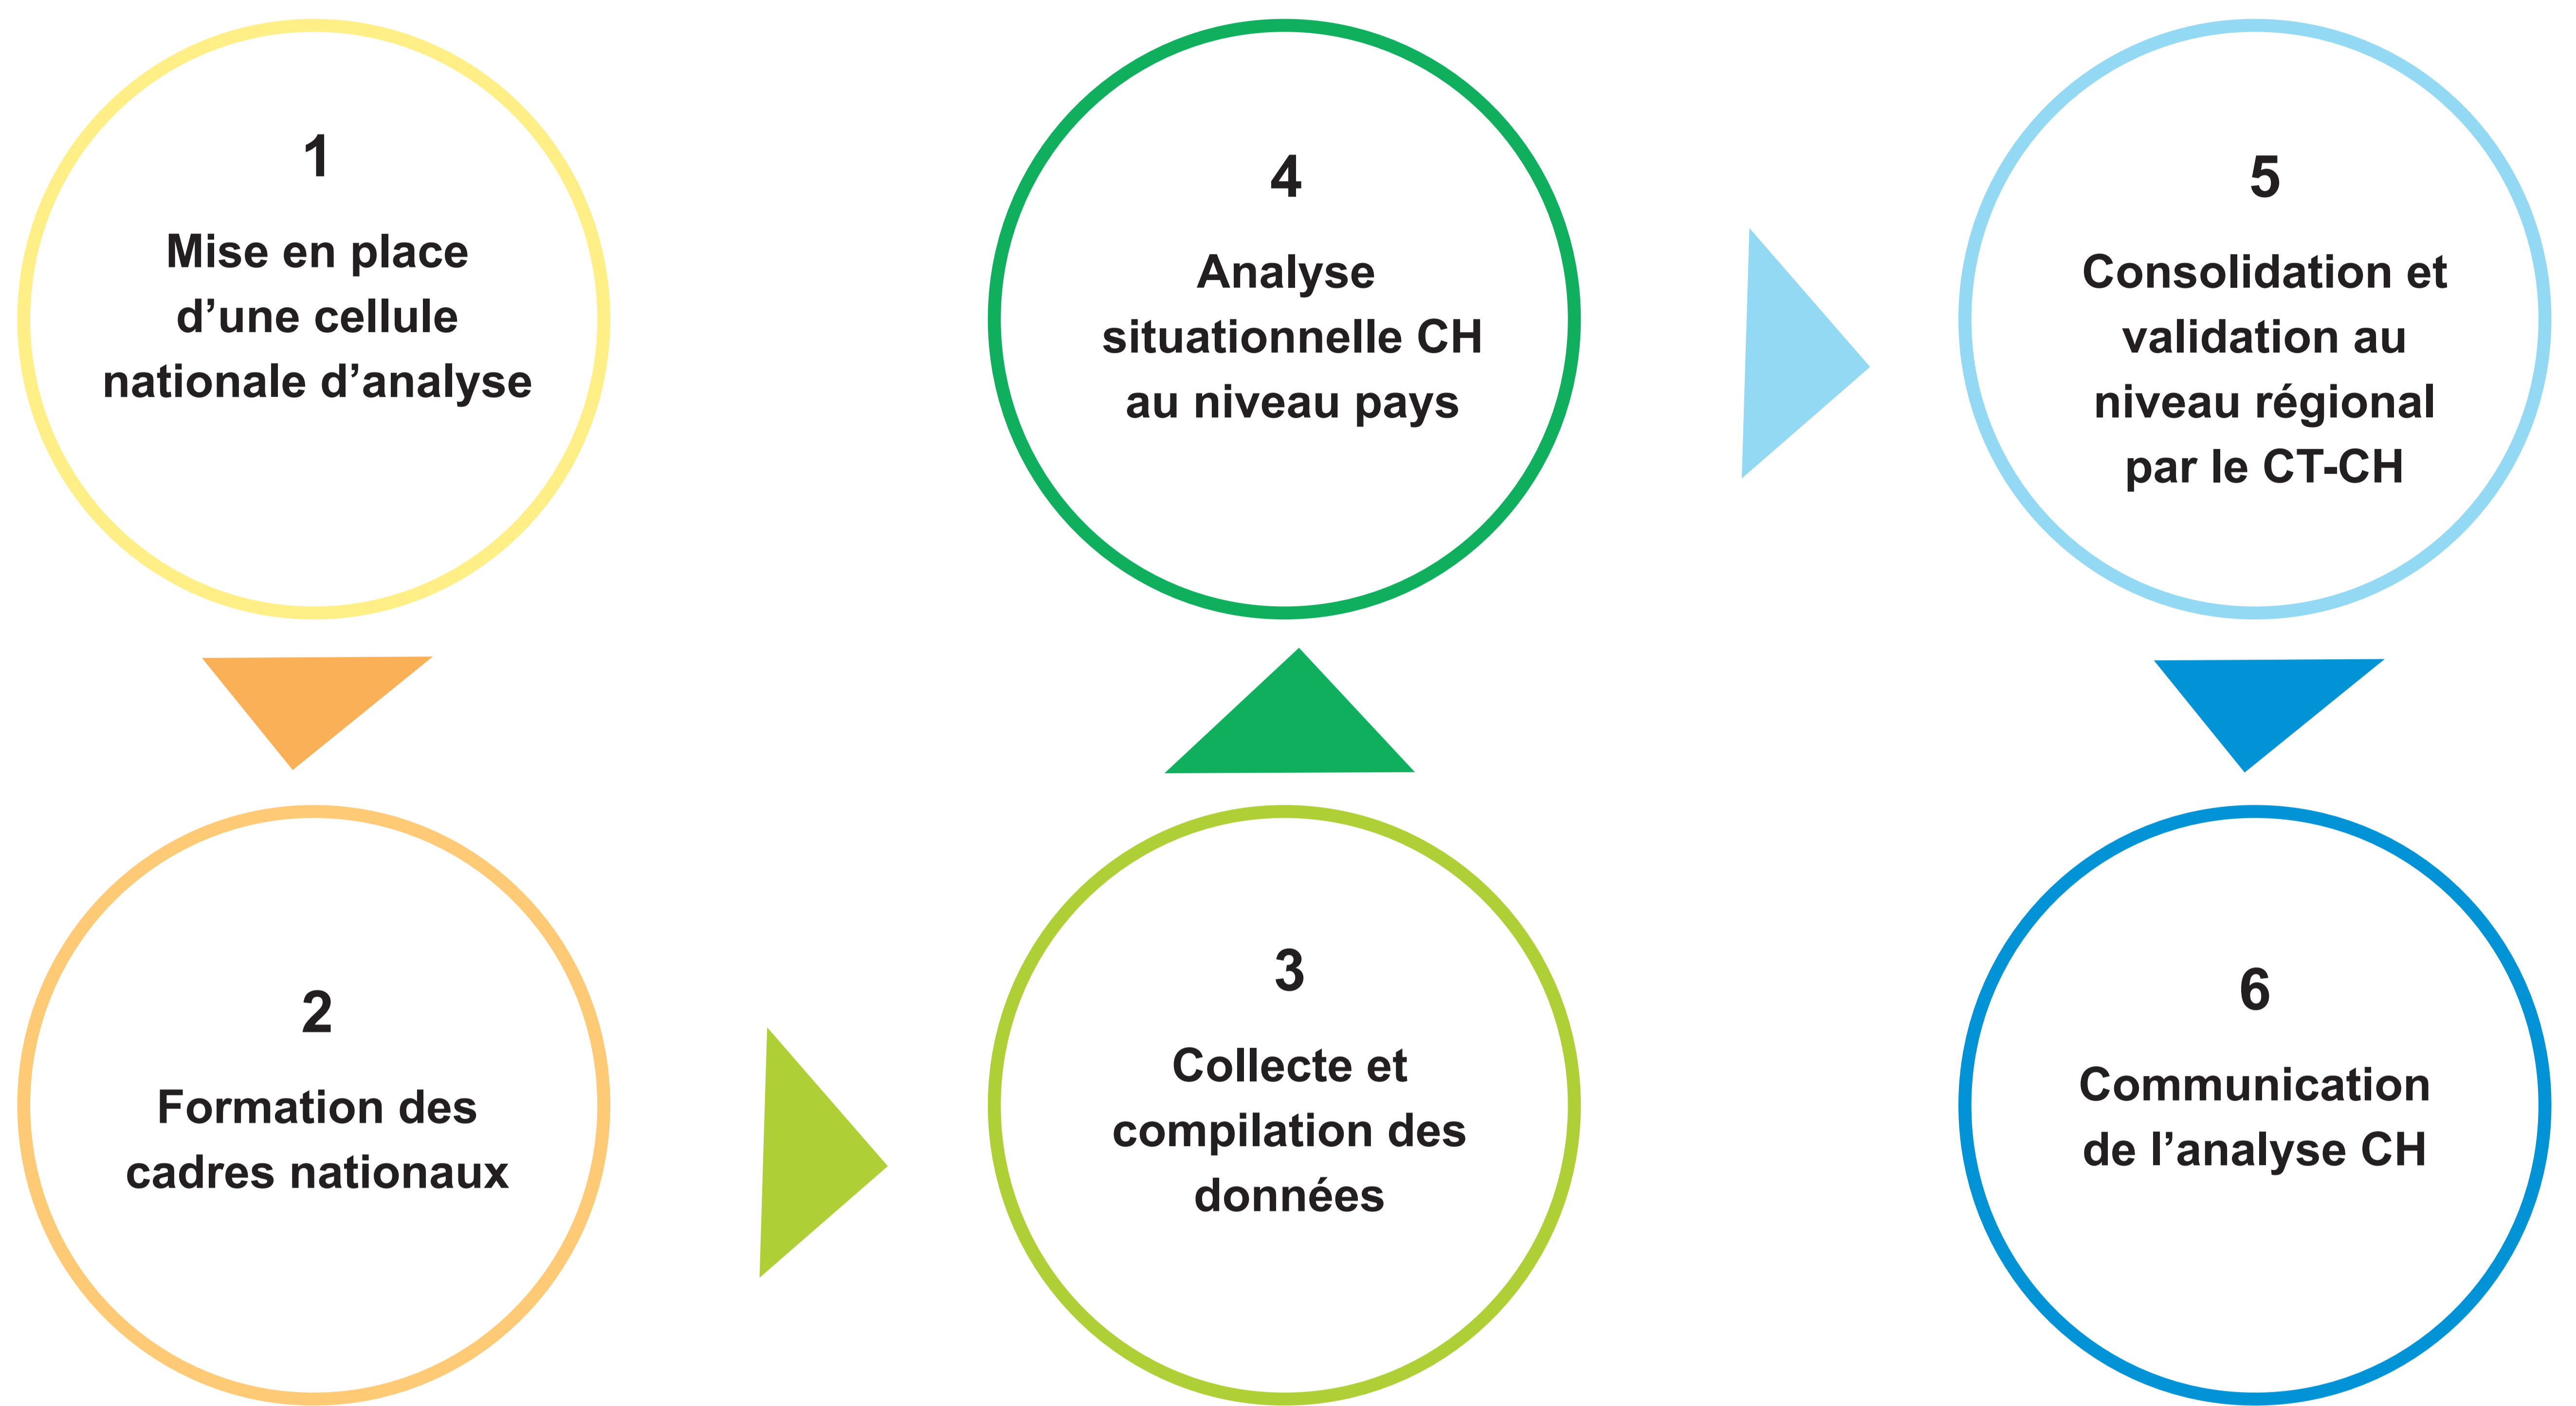 1
Mise en place
d’une cellule
nationale d’analyse
2
Formation des
cadres nationaux
3
Collecte et
compilation des
données
4
Analyse
situationnelle CH
au niveau pays
5
Consolidation et
validation au
niveau régional
par le CT-CH
6
Communication
de l’analyse CH